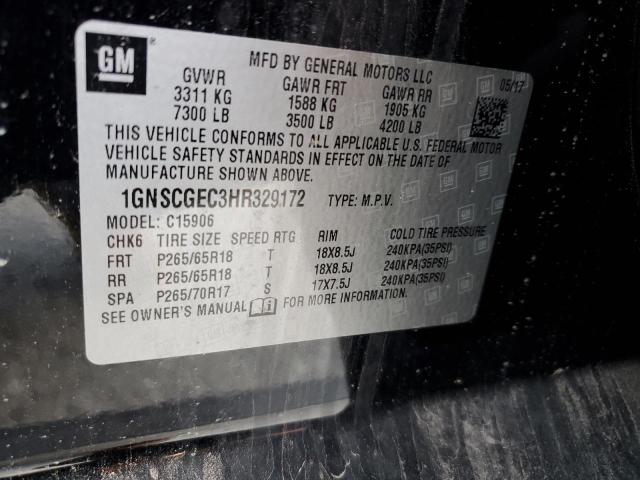 GM
MFD BY GENERAL MOTORS LLC
05/17
GVWR GAWR FRT GAWR RR
3311 KG 1588 KG 1905 KG
7300 LB 3500 LB 4200 LB
THIS VEHICLE CONFORMS TO ALL APPLICABLE U.S. FEDERAL MOTOR
VEHICLE SAFETY STANDARDS IN EFFECT ON THE DATE OF
MANUFACTURE SHOWN ABOVE.
1GNSCGEC3HR329172 TYPE: M.P.V.
MODEL: C15906
CHK6 TIRE SIZE SPEED RTG RIM COLD TIRE PRESSURE
FRT P265/65R18 T 18X8.5J 240KPA(35PSI)
RR P265/65R18 T 18X8.5J 240KPA(35PSI)
SPA P265/70R17 S 17X7.5J 240KPA(35PSI)
SEE OWNER'S MANUAL FOR MORE INFORMATION.